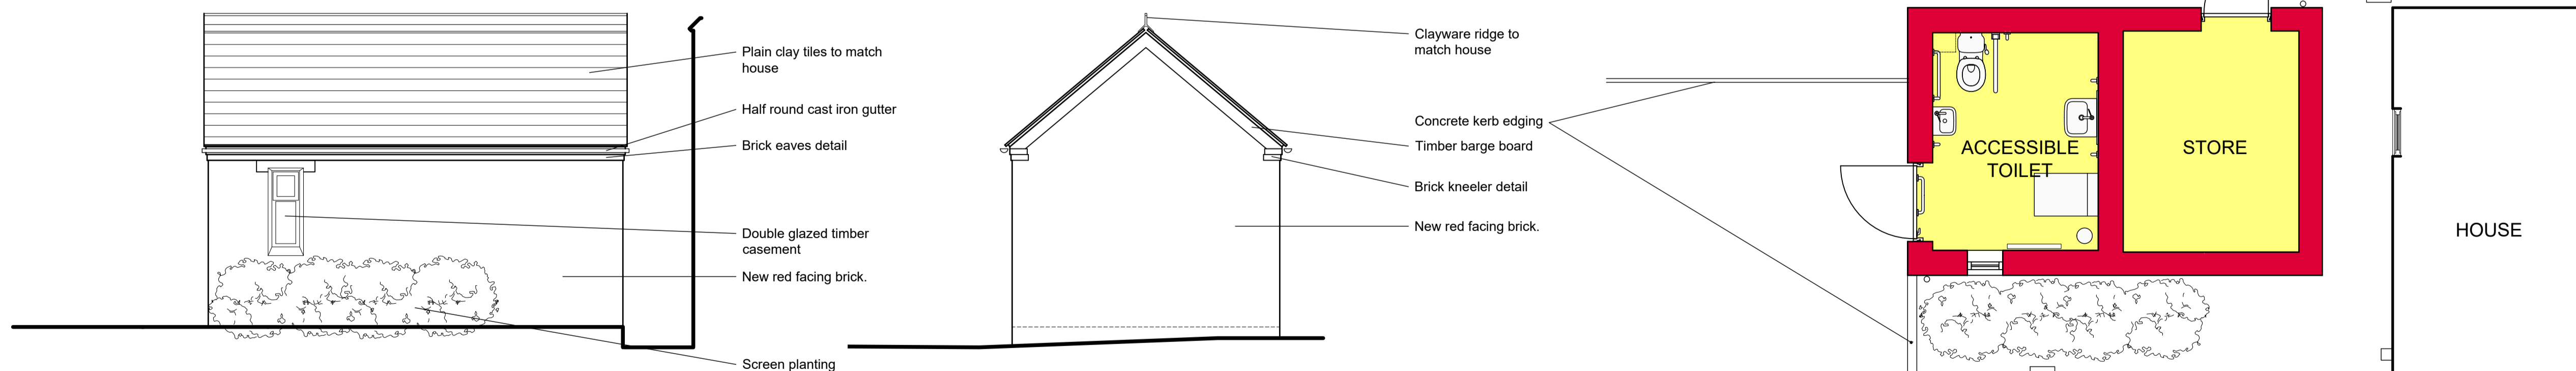 Plain clay tiles to match
house
Half round cast iron gutter
Brick eaves detail
Double glazed timber
casement
New red facing brick.
Screen planting
Clayware ridge to
match house
Concrete kerb edging
Timber barge board
Brick kneeler detail
New red facing brick.
ACCESSIBLE
TOILET
STORE
HOUSE